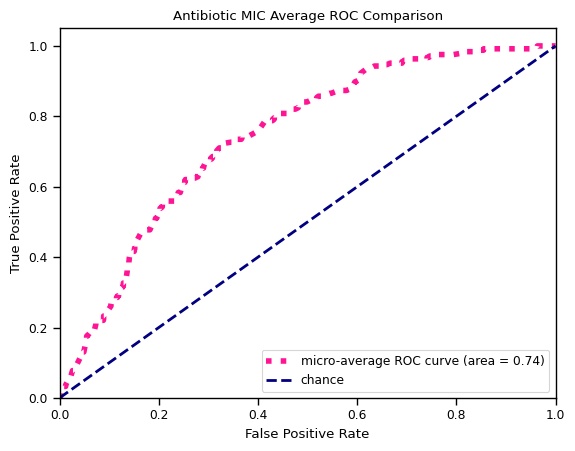 Antibiotic MIC Average ROC Comparison
True Positive Rate
1.0
0.8
0.6
0.4
0.2
0.0
micro-average ROC curve (area = 0.74)
chance
0.0 0.2 0.4 0.6 0.8 1.0
False Positive Rate